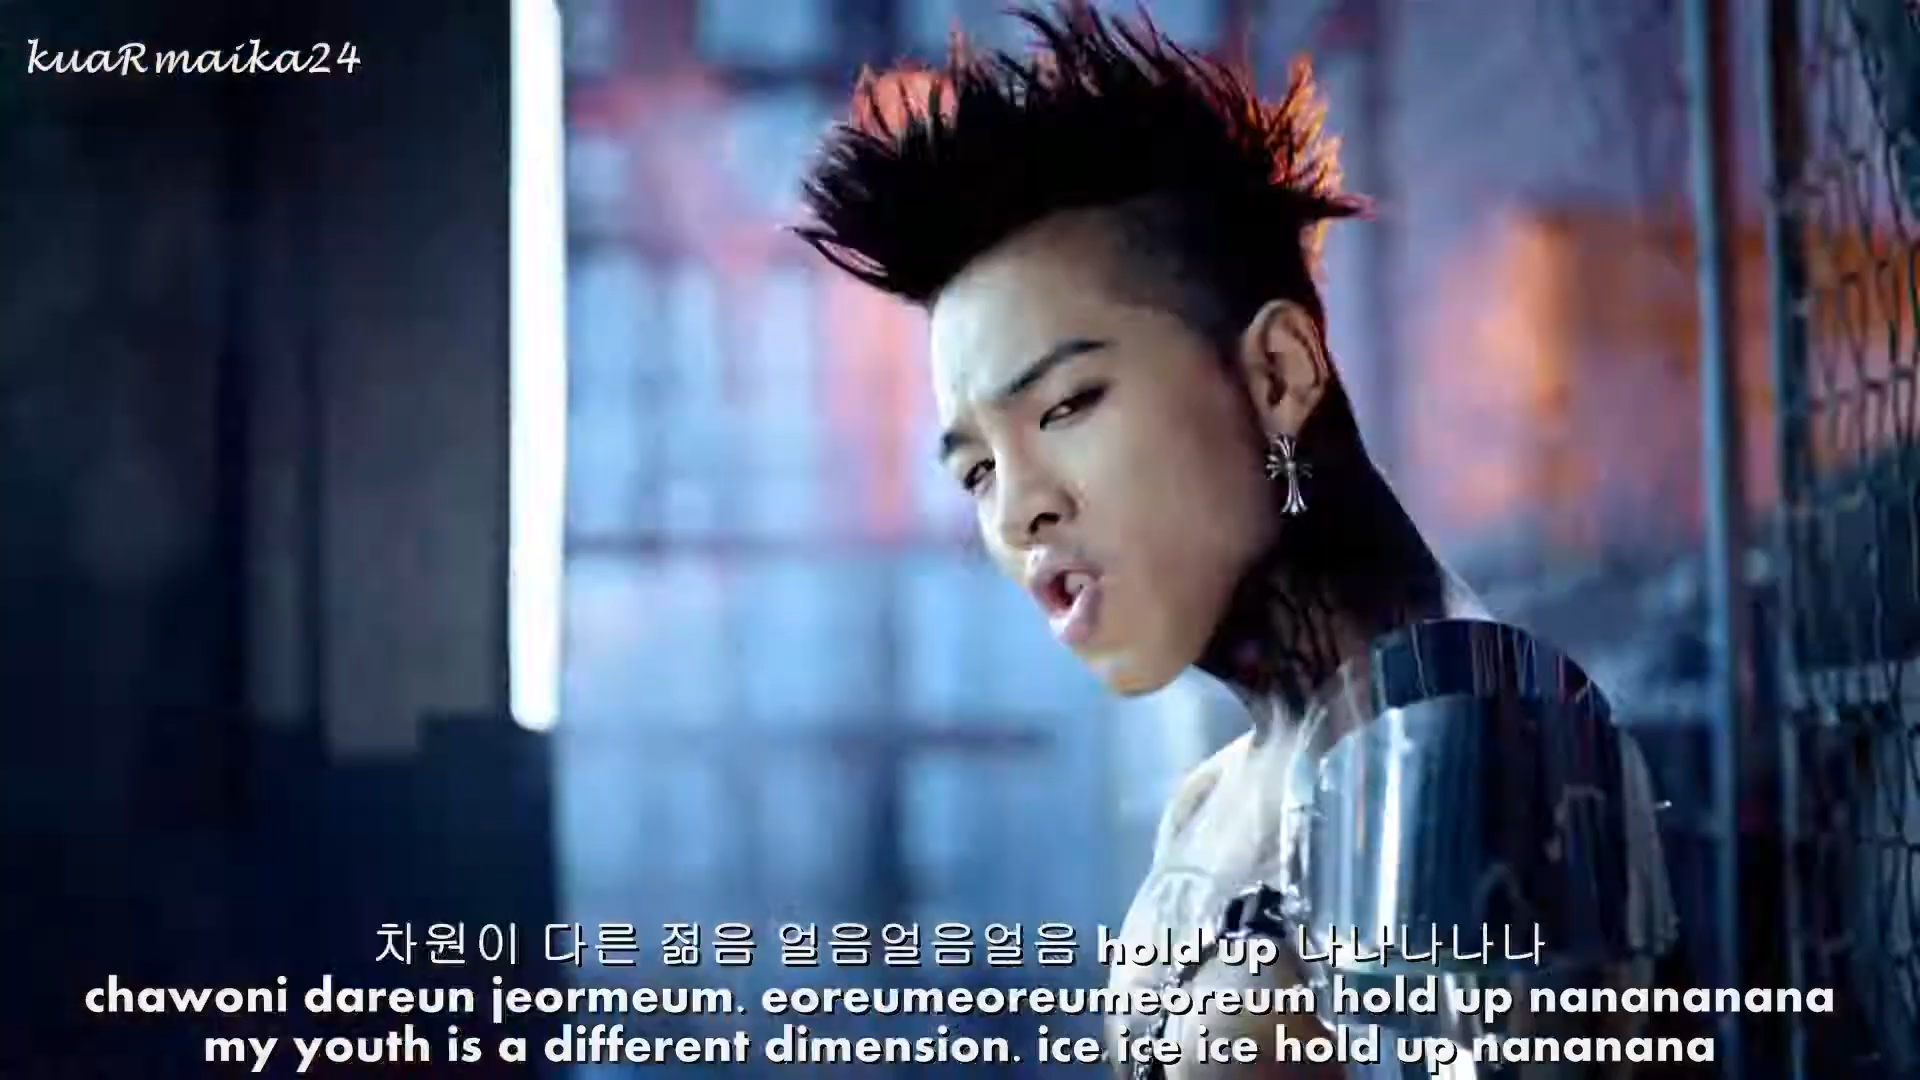 kuaRmaika24
차원이 다른 젊음 얼음얼음얼음 hold up 나나나나나
chawoni dareun jeormeum. eoreumeoreumeoreum hold up nanananana
my youth is a different dimension. ice ice ice hold up nananana